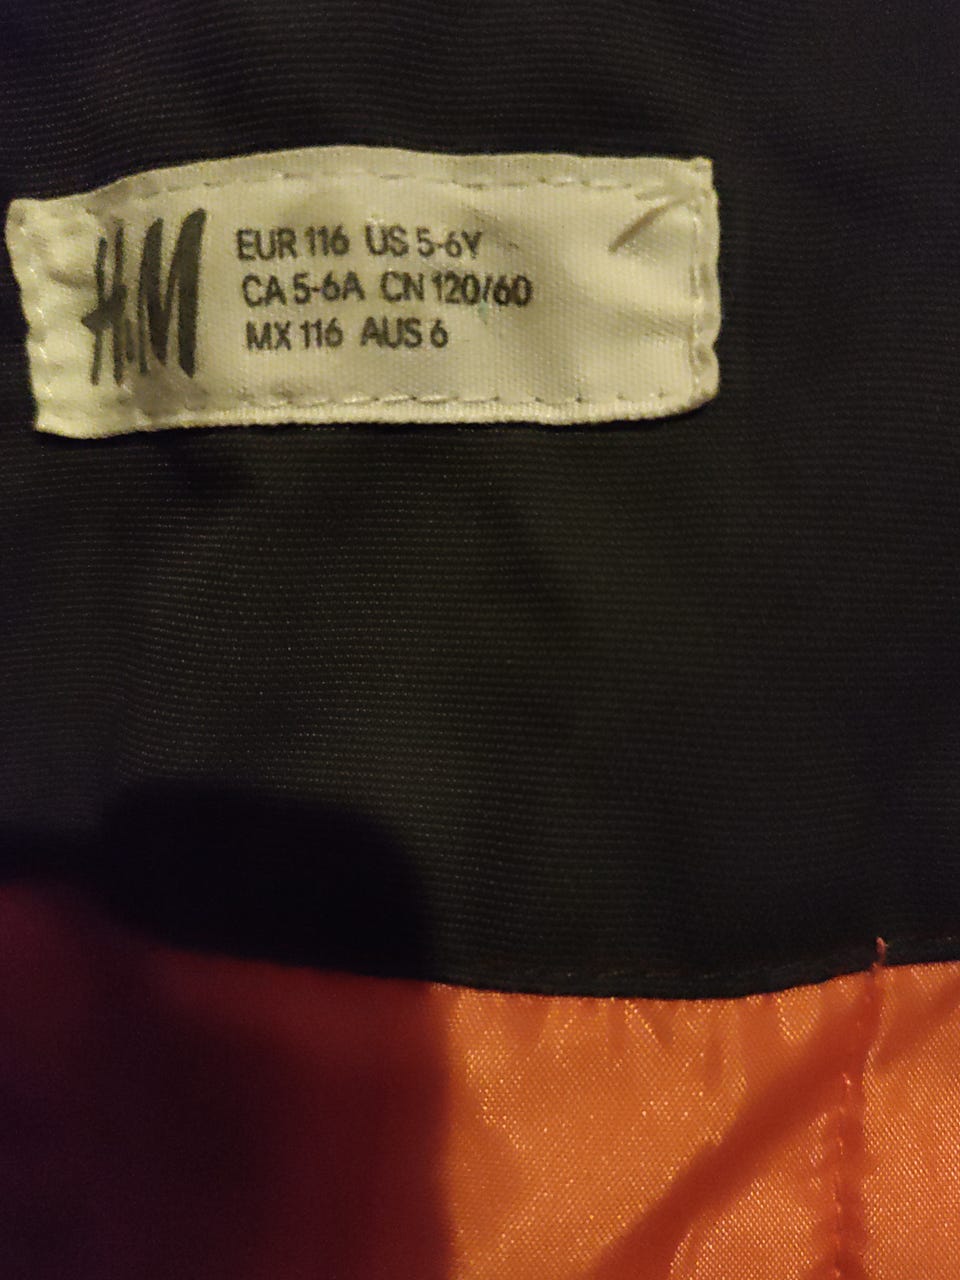 H&M
EUR 116 US 5-6Y
CA 5-6A CN 120/60
MX 116 AUS 6